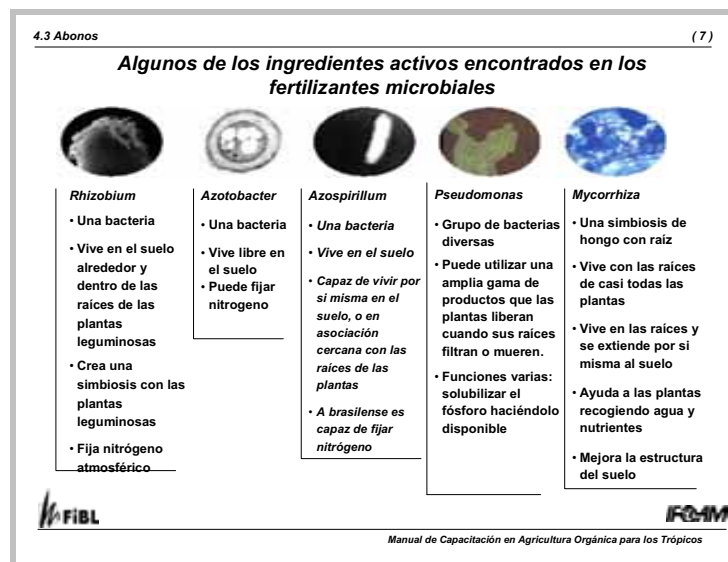 4.3 Abonos ( 7 )
Algunos de los ingredientes activos encontrados en los
fertilizantes microbiales
Rhizobium
• Una bacteria
• Vive en el suelo
alrededor y
dentro de las
raíces de las
plantas
leguminosas
• Crea una
simbiosis con las
plantas
leguminosas
• Fija nitrógeno
atmosférico
Azotobacter
• Una bacteria
• Vive libre en
el suelo
• Puede fijar
nitrogeno
Azospirillum
• Una bacteria
• Vive en el suelo
• Capaz de vivir por
si misma en el
suelo, o en
asociación
cercana con las
raíces de las
plantas
• A brasilense es
capaz de fijar
nitrógeno
Pseudomonas
• Grupo de bacterias
diversas
• Puede utilizar una
amplia gama de
productos que las
plantas liberan
cuando sus raíces
filtran o mueren.
• Funciones varias:
solubilizar el
fósforo haciéndolo
disponible
Mycorrhiza
• Una simbiosis de
hongo con raíz
• Vive con las raíces
de casi todas las
plantas
• Vive en las raíces y
se extiende por si
misma al suelo
• Ayuda a las plantas
recogiendo agua y
nutrientes
• Mejora la estructura
del suelo
FiBL
IFOAM
Manual de Capacitación en Agricultura Orgánica para los Trópicos